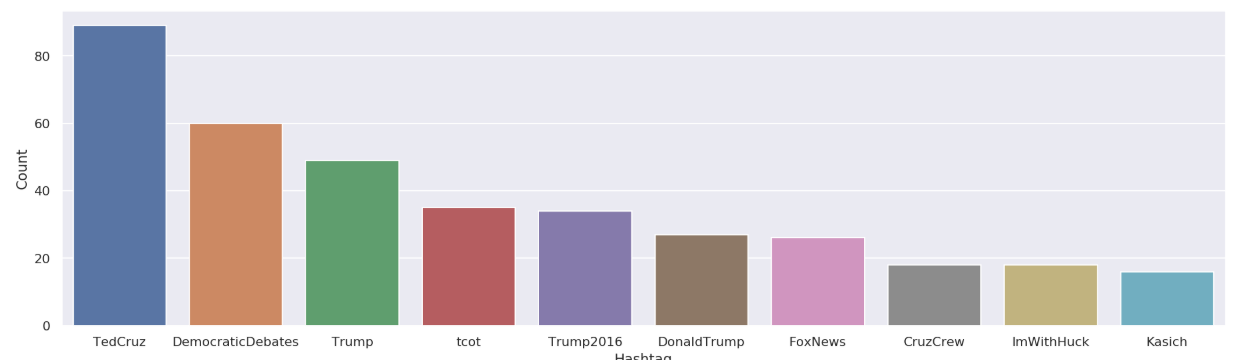 80
60
40
20
0
Count
TedCruz DemocraticDebates Trump tcot Trump2016 DonaldTrump FoxNews CruzCrew ImWithHuck Kasich
Hashtag